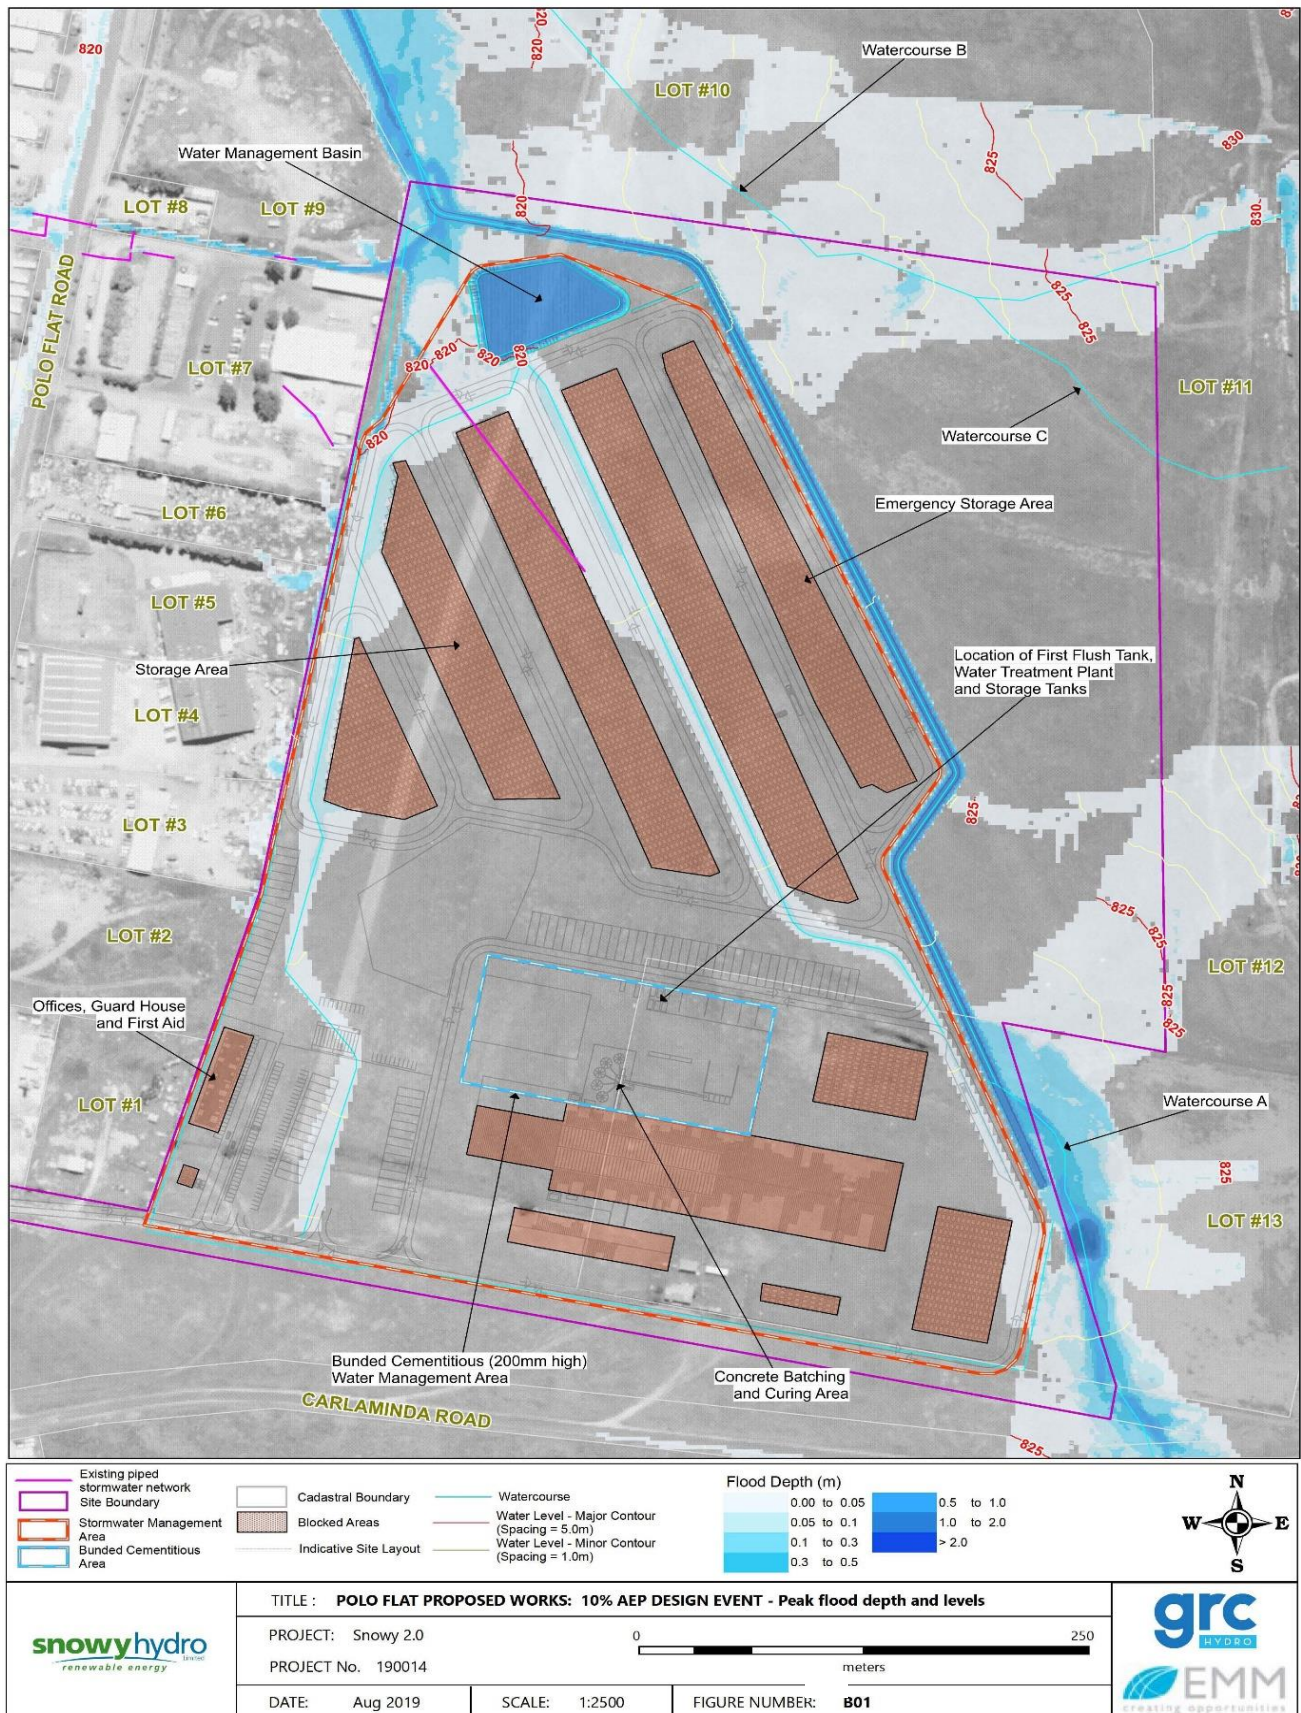 820
820
820
830
Watercourse B
LOT #10
830
825
Water Management Basin
LOT #8
LOT #9
820
830
POLO FLAT ROAD
825
825
820
820
820
820
LOT #7
LOT #11
820
Watercourse C
LOT #6
Emergency Storage Area
LOT #5
Storage Area
Location of First Flush Tank,
Water Treatment Plant
and Storage Tanks
LOT #4
LOT #3
825
825
825
LOT #2
LOT #12
825
825
Offices, Guard House
and First Aid
LOT #1
Watercourse A
825
LOT #13
Bunded Cementitious (200mm high)
Water Management Area
Concrete Batching
and Curing Area
CARLAMINDA ROAD
825
Existing piped
stormwater network
Site Boundary
Stormwater Management
Area
Bunded Cementitious
Area
Cadastral Boundary
Blocked Areas
Indicative Site Layout
Watercourse
Water Level - Major Contour
(Spacing = 5.0m)
Water Level - Minor Contour
(Spacing = 1.0m)
Flood Depth (m)
0.00 to 0.05
0.05 to 0.1
0.1 to 0.3
0.3 to 0.5
0.5 to 1.0
1.0 to 2.0
> 2.0
N
W E
S
snowyhydro
Limited
renewable energy
TITLE : POLO FLAT PROPOSED WORKS: 10% AEP DESIGN EVENT - Peak flood depth and levels
PROJECT: Snowy 2.0
PROJECT No. 190014
0 250
meters
DATE: Aug 2019 SCALE: 1:2500 FIGURE NUMBER: B01
grc
HYDRO
EMM
creating opportunities